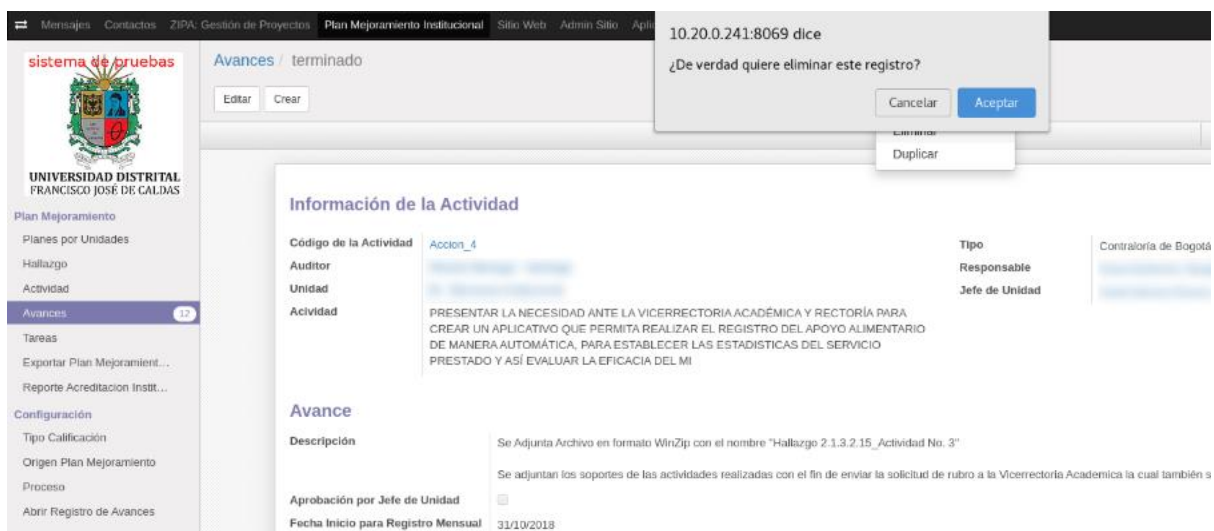 Mensajes Contactos ZIPA: Gestión de Proyectos Plan Mejoramiento Institucional Sitio Web Admin Sitio
10.20.0.241:8069 dice
¿De verdad quiere eliminar este registro?
Cancelar Aceptar
Eliminar
Duplicar
sistema de pruebas
UNIVERSIDAD DISTRITAL
FRANCISCO JOSÉ DE CALDAS
Avances / terminado
Editar Crear
Plan Mejoramiento
Planes por Unidades
Hallazgo
Actividad
Avances 12
Tareas
Exportar Plan Mejoramient...
Reporte Acreditacion Instit...
Configuración
Tipo Calificación
Origen Plan Mejoramiento
Proceso
Abrir Registro de Avances
Información de la Actividad
Código de la Actividad Accion_4 Tipo Contraloría de Bogotá
Auditor Responsable
Unidad Jefe de Unidad
Acividad PRESENTAR LA NECESIDAD ANTE LA VICERRECTORIA ACADÉMICA Y RECTORÍA PARA
CREAR UN APLICATIVO QUE PERMITA REALIZAR EL REGISTRO DEL APOYO ALIMENTARIO
DE MANERA AUTOMÁTICA, PARA ESTABLECER LAS ESTADISTICAS DEL SERVICIO
PRESTADO Y ASÍ EVALUAR LA EFICACIA DEL MI
Avance
Descripción Se Adjunta Archivo en formato WinZip con el nombre "Hallazgo 2.1.3.2.15_Actividad No. 3"
Se adjuntan los soportes de las actividades realizadas con el fin de enviar la solicitud de rubro a la Vicerrectoria Academica la cual también s
Aprobación por Jefe de Unidad
Fecha Inicio para Registro Mensual 31/10/2018